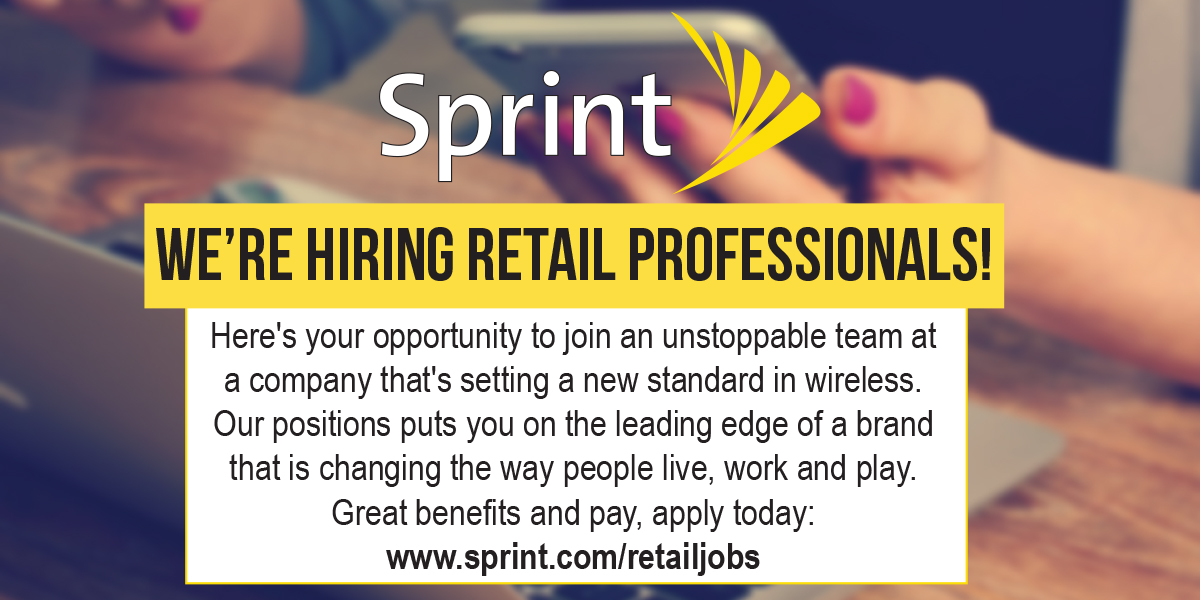 Sprint
WE'RE HIRING RETAIL PROFESSIONALS!
Here's your opportunity to join an unstoppable team at
a company that's setting a new standard in wireless.
Our positions puts you on the leading edge of a brand
that is changing the way people live, work and play.
Great benefits and pay, apply today:
www.sprint.com/retailjobs